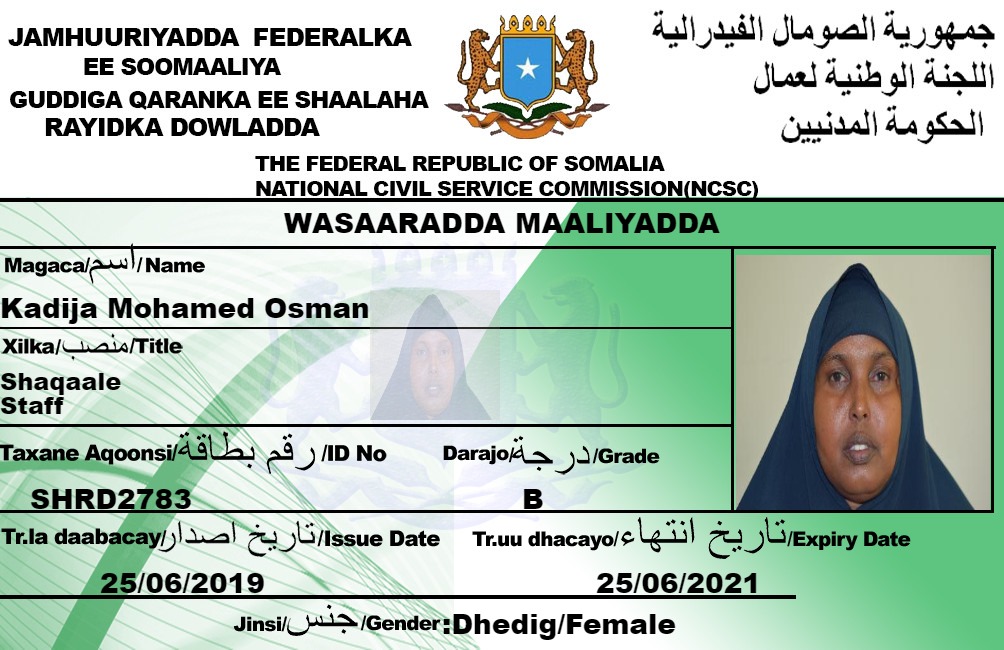 JAMHUURIYADDA FEDERALKA
EE SOOMAALIYA
GUDDIGA QARANKA EE SHAALAHA
RAYIDKA DOWLADDA
جمهورية الصومال الفيدرالية
اللجنة الوطنية لعمال
الحكومة المدنيين
THE FEDERAL REPUBLIC OF SOMALIA
NATIONAL CIVIL SERVICE COMMISSION(NCSC)
WASAARADDA MAALIYADDA
Magaca/اسم/Name
Kadija Mohamed Osman
Xilka/منصب/Title
Shaqaale
Staff
Taxane Aqoonsi/رقم بطاقة/ID No
SHRD2783
Darajo/درجة/Grade
B
Tr.la daabacay/تاريخ اصدار/Issue Date
25/06/2019
Tr.uu dhacayo/تاريخ انتهاء/Expiry Date
25/06/2021
Jinsi/جنس/Gender:Dhedig/Female